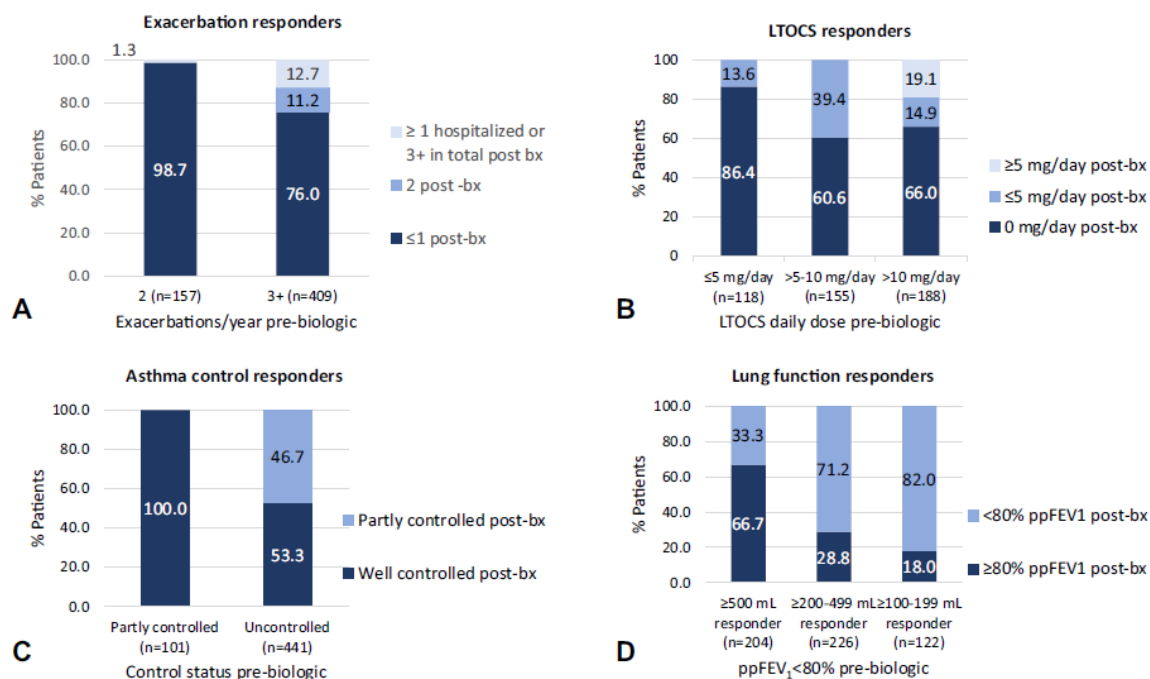 Exacerbation responders
1.3
100.0
80.0
60.0
40.0
20.0
0.0
% Patients
12.7
11.2
98.7
76.0
≥ 1 hospitalized or
3+ in total post bx
2 post -bx
≤1 post-bx
2 (n=157)
3+ (n=409)
A
Exacerbations/year pre-biologic
LTOCS responders
100
80
60
40
20
0
% Patients
13.6
39.4
19.1
14.9
86.4
60.6
66.0
≥5 mg/day post-bx
≤5 mg/day post-bx
0 mg/day post-bx
≤5 mg/day
(n=118)
>5-10 mg/day
(n=155)
>10 mg/day
(n=188)
B
LTOCS daily dose pre-biologic
Asthma control responders
100.0
80.0
60.0
40.0
20.0
0.0
% Patients
46.7
100.0
53.3
Partly controlled post-bx
Well controlled post-bx
Partly controlled
(n=101)
Uncontrolled
(n=441)
C
Control status pre-biologic
Lung function responders
100.0
80.0
60.0
40.0
20.0
0.0
% Patients
33.3
71.2
82.0
66.7
28.8
18.0
<80% ppFEV1 post-bx
≥80% ppFEV1 post-bx
≥500 mL
responder
(n=204)
≥200-499 mL
responder
(n=226)
≥100-199 mL
responder
(n=122)
D
ppFEV₁<80% pre-biologic